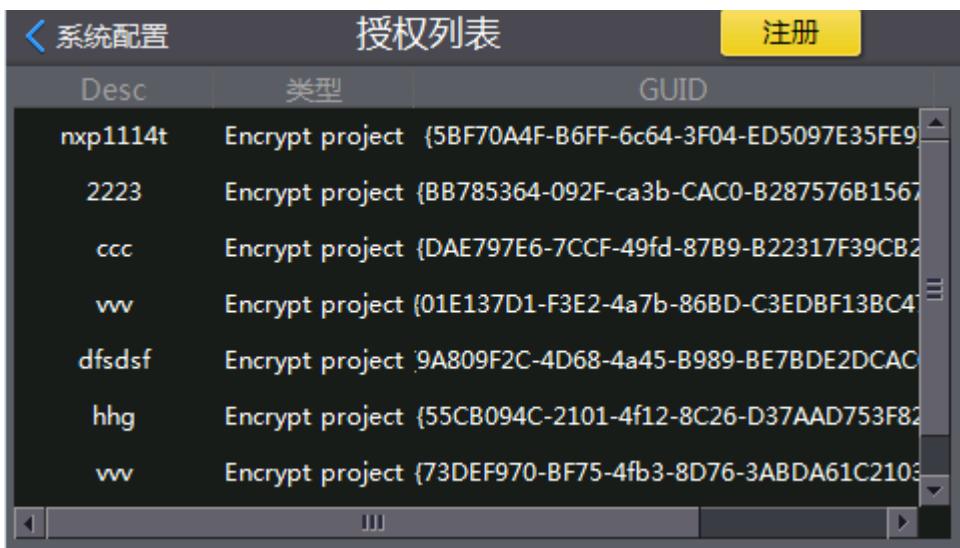 系统配置 授权列表 注册
Desc 类型 GUID
nxp1114t Encrypt project {5BF70A4F-B6FF-6c64-3F04-ED5097E35FE9}
2223 Encrypt project {BB785364-092F-ca3b-CAC0-B287576B1567
ccc Encrypt project {DAE797E6-7CCF-49fd-87B9-B22317F39CB2
vvv Encrypt project {01E137D1-F3E2-4a7b-86BD-C3EDBF13BC47
dfsdsf Encrypt project 9A809F2C-4D68-4a45-B989-BE7BDE2DCAC
hhg Encrypt project {55CB094C-2101-4f12-8C26-D37AAD753F82
vvv Encrypt project {73DEF970-BF75-4fb3-8D76-3ABDA61C2103